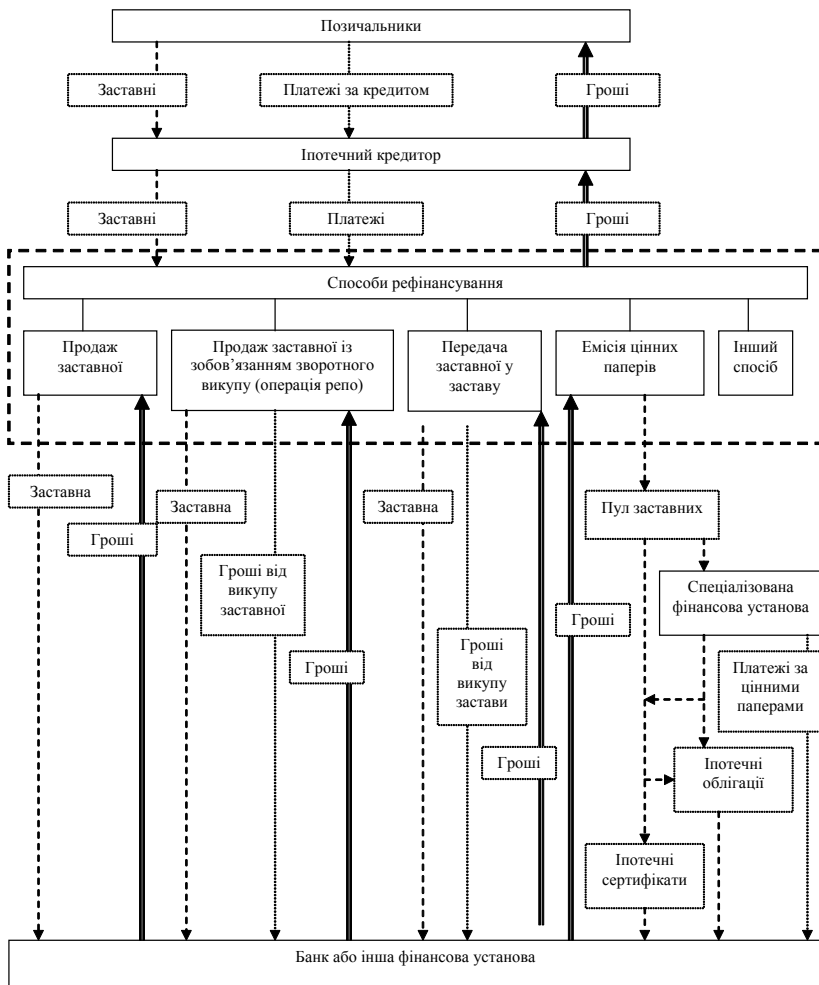 Позичальники
Заставні
Платежі за кредитом
Гроші
Іпотечний кредитор
Заставні
Платежі
Гроші
Способи рефінансування
Продаж
заставної
Продаж заставної із
зобов’язанням зворотного
викупу (операція репо)
Передача
заставної у
заставу
Емісія цінних
паперів
Інший
спосіб
Заставна
Гроші
Заставна
Гроші від
викупу
заставної
Гроші
Заставна
Гроші
від
викупу
застави
Гроші
Гроші
Пул заставних
Спеціалізована
фінансова установа
Платежі за
цінними
паперами
Іпотечні
облігації
Іпотечні
сертифікати
Банк або інша фінансова установа